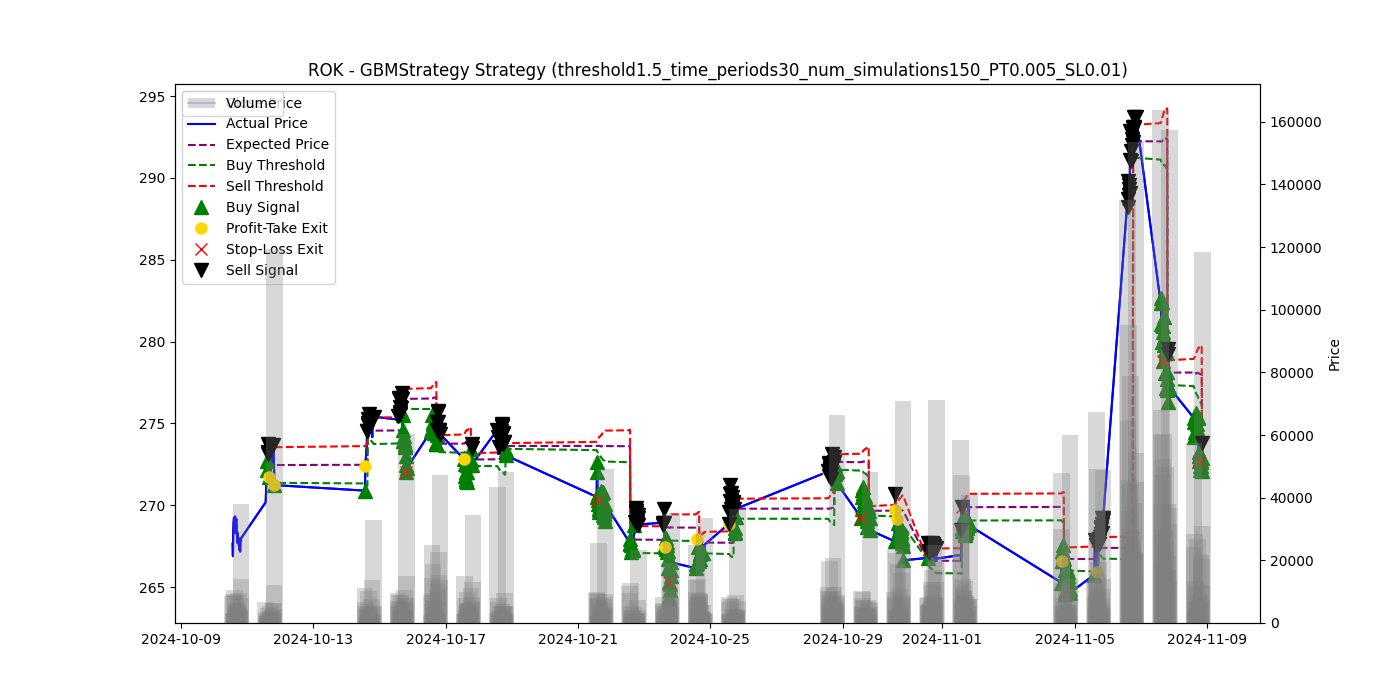 ROK - GBMStrategy Strategy (threshold1.5_time_periods30_num_simulations150_PT0.005_SL0.01)
295
290
285
280
275
270
265
Volume
Actual Price
Expected Price
Buy Threshold
Sell Threshold
Buy Signal
Profit-Take Exit
Stop-Loss Exit
Sell Signal
160000
140000
120000
100000
80000
60000
40000
20000
0
Price
2024-10-09
2024-10-13
2024-10-17
2024-10-21
2024-10-25
2024-10-29
2024-11-01
2024-11-05
2024-11-09